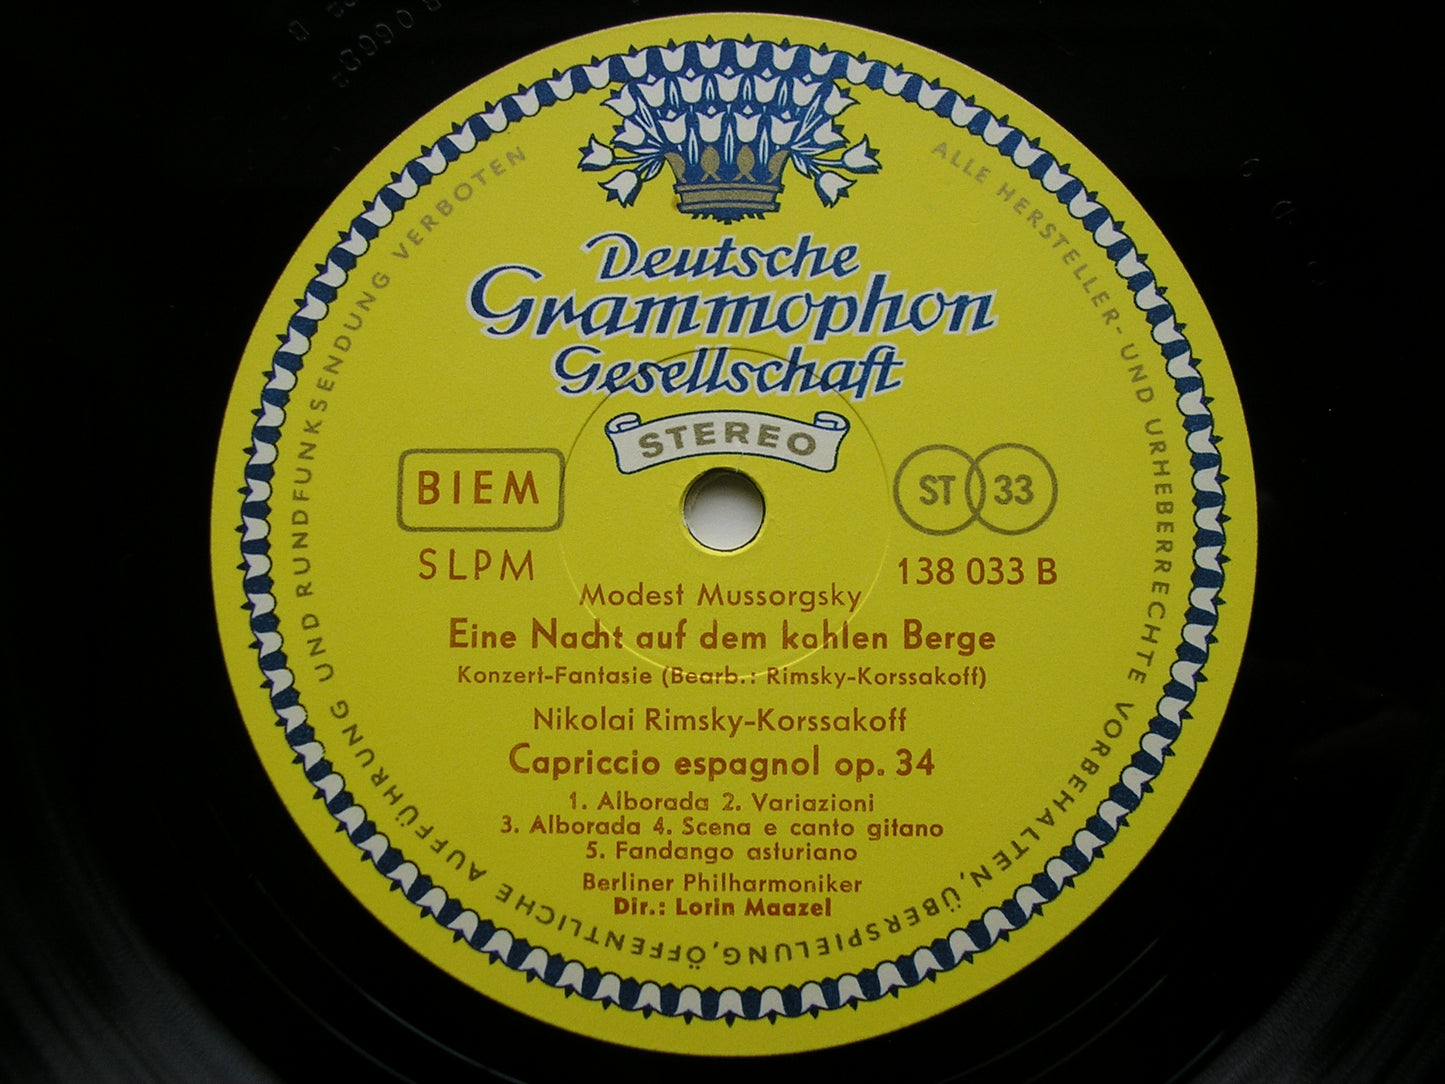 Deutsche
Grammophon
Gesellschaft
STEREO
BIEM
ST 33
SLPM
138 033 B
Modest Mussorgsky
Eine Nacht auf dem kahlen Berge
Konzert-Fantasie (Bearb.: Rimsky-Korssakoff)
Nikolai Rimsky-Korssakoff
Capriccio espagnol op. 34
1. Alborada 2. Variazioni
3. Alborada 4. Scena e canto gitano
5. Fandango asturiano
Berliner Philharmoniker
Dir.: Lorin Maazel
ALLE HERSTELLER- UND URHEBERRECHTE VORBEHALTEN, ÜBERSPIELUNG, ÖFFENTLICHE AUFFÜHRUNG UND RUNDFUNKSENDUNG VERBOTEN